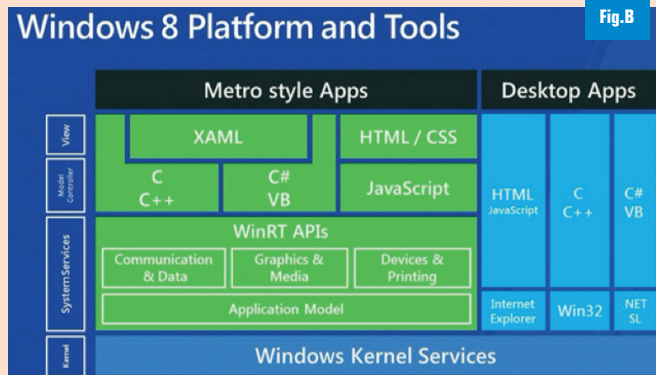 Windows 8 Platform and Tools
Fig.B
Metro style Apps
Desktop Apps
View
XAML
HTML / CSS
Model
Controller
C
C++
C#
VB
JavaScript
HTML
JavaScript
C
C++
C#
VB
System Services
WinRT APIs
Communication
& Data
Graphics &
Media
Devices &
Printing
Application Model
Internet
Explorer
Win32
.NET
SL
Kernel
Windows Kernel Services